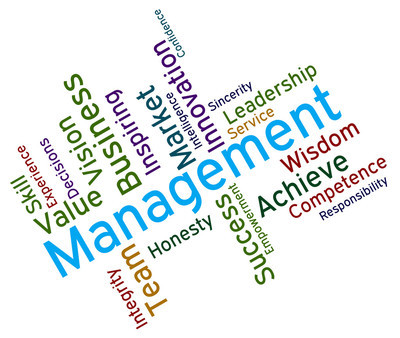 Confidence
Innovation
Intelligence
Market
Inspiring
Business
Vision
Decisions
Experience
Skill
Value
Sincerity
Leadership
Service
Management
Wisdom
Achieve
Competence
Responsibility
Empowerment
Success
Honesty
Team
Integrity